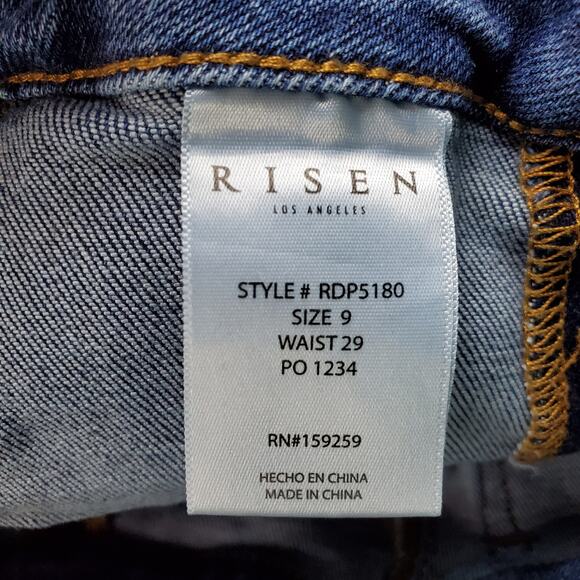 RISEN
LOS ANGELES
STYLE # RDP5180
SIZE 9
WAIST 29
PO 1234
RN#159259
HECHO EN CHINA
MADE IN CHINA